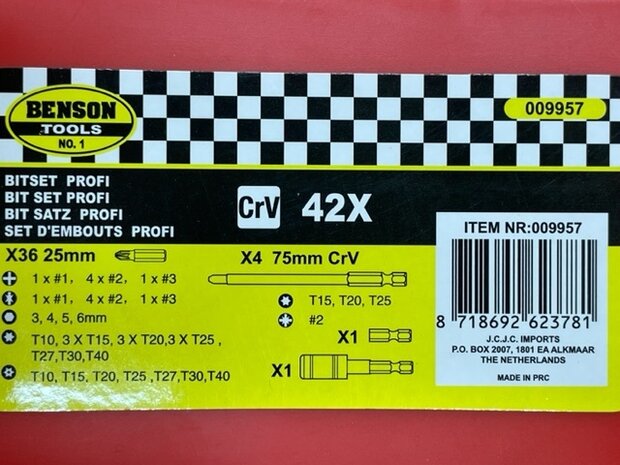 BENSON
TOOLS
NO. 1
009957
BITSET PROFI
BIT SET PROFI
BIT SATZ PROFI
SET D'EMBOUTS PROFI
CrV 42X
X36 25mm
1 x #1, 4 x #2, 1 x #3
1 x #1, 4 x #2, 1 x #3
3, 4, 5, 6mm
T10, 3 X T15, 3 X T20,3 X T25 ,
T27,T30,T40
T10, T15, T20, T25 ,T27,T30,T40
X4 75mm CrV
T15, T20, T25
#2
X1
X1
ITEM NR:009957
8 718692 623781
J.C.J.C. IMPORTS
P.O. BOX 2007, 1801 EA ALKMAAR
THE NETHERLANDS
MADE IN PRC